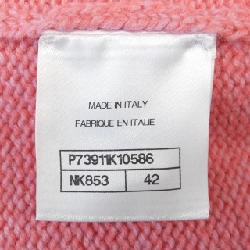 MADE IN ITALY
FABRIQUE EN ITALIE
P73911K10586
NK853 42